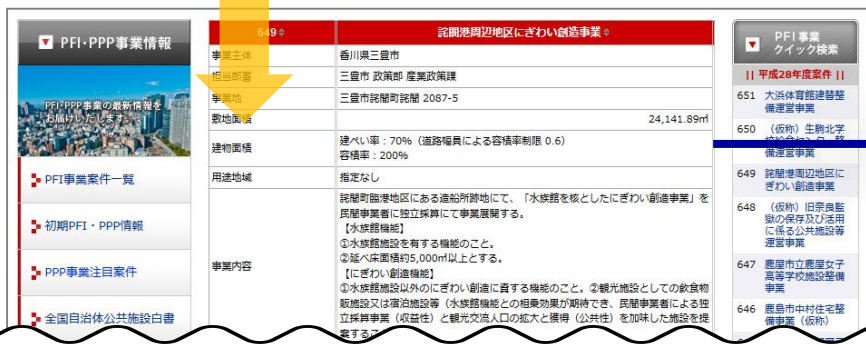 PFI・PPP事業情報
PFI・PPP事業の最新情報を
お届けいたします。
PFI事業案件一覧
初期PFI・PPP情報
PPP事業注目案件
全国自治体公共施設白書
649 詫間港周辺地区にぎわい創造事業
事業主体 香川県三豊市
担当部署 三豊市 政策部 産業政策課
事業地 三豊市詫間町詫間 2087-5
敷地面積 24,141.89㎡
建物面積 建ぺい率：70%（道路幅員による容積率制限 0.6）
容積率：200%
用途地域 指定なし
事業内容
詫間町臨港地区にある造船所跡地にて、「水族館を核としたにぎわい創造事業」を
民間事業者に独立採算にて事業展開する。
【水族館機能】
①水族館施設を有する機能のこと。
②延べ床面積約5,000㎡以上とする。
【にぎわい創造機能】
①水族館施設以外のにぎわい創造に資する機能のこと。②観光施設としての飲食物
販施設又は宿泊施設等（水族館機能との相乗効果が期待でき、民間事業者による独
立採算事業（収益性）と観光交流人口の拡大と獲得（公共性）を加味した施設を提
案するこ
PFI事業
クイック検索
|| 平成28年度案件 ||
651 大浜体育館建替整
備運営事業
650 （仮称）生駒北学
備運営事業
649 詫間港周辺地区に
ぎわい創造事業
648 （仮称）旧奈良監
獄の保存及び活用
に係る公共施設等
運営事業
647 鹿屋市立鹿屋女子
高等学校施設整備
事業
646 鹿島市中村住宅整
備事業（仮称）